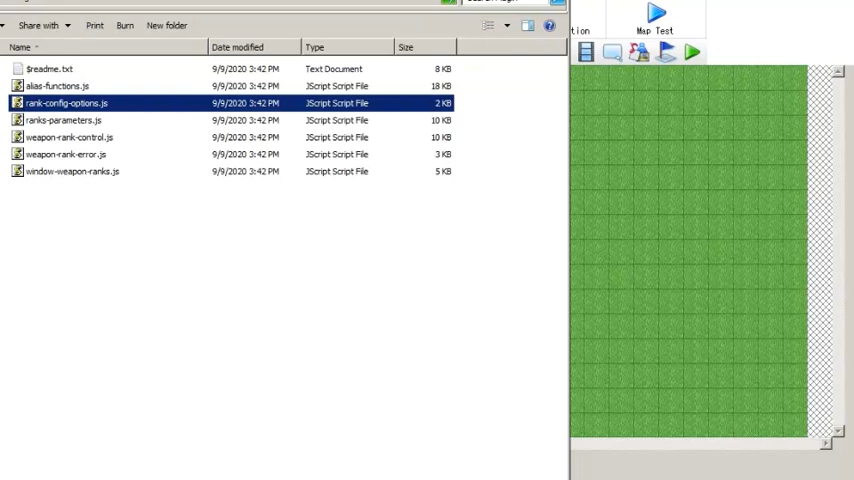 Share with Print Burn New folder
tion Map Test
Name Date modified Type Size
$readme.txt 9/9/2020 3:42 PM Text Document 8 KB
alias-functions.js 9/9/2020 3:42 PM JScript Script File 18 KB
rank-config-options.js 9/9/2020 3:42 PM JScript Script File 2 KB
ranks-parameters.js 9/9/2020 3:42 PM JScript Script File 10 KB
weapon-rank-control.js 9/9/2020 3:42 PM JScript Script File 10 KB
weapon-rank-error.js 9/9/2020 3:42 PM JScript Script File 3 KB
window-weapon-ranks.js 9/9/2020 3:42 PM JScript Script File 5 KB